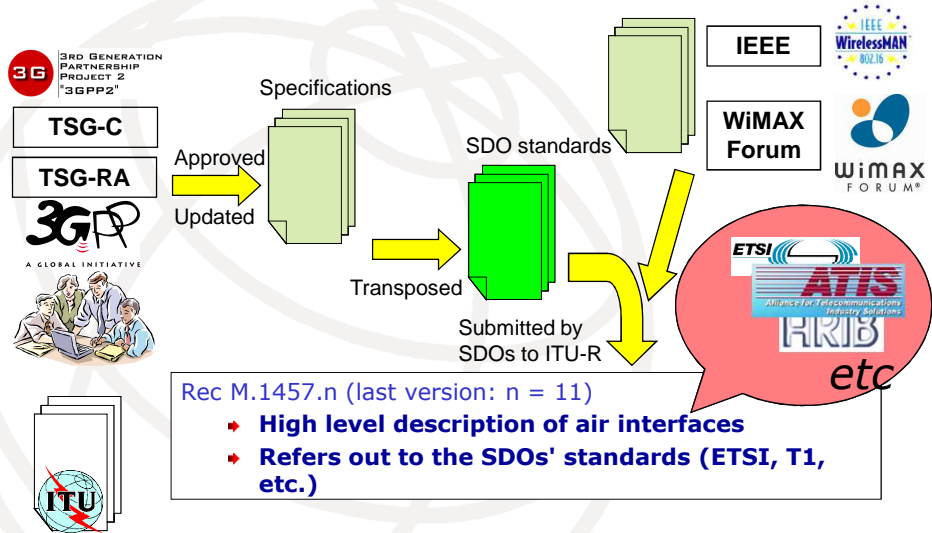 3G
3RD GENERATION
PARTNERSHIP
PROJECT 2
"3GPP2"
TSG-C
TSG-RA
3GPP
A GLOBAL INITIATIVE
Specifications
Approved
Updated
Transposed
SDO standards
Submitted by
SDOs to ITU-R
IEEE
IEEE
WirelessMAN
802.16
WiMAX
Forum
WiMAX
FORUM®
ETSI
ATIS
Alliance for Telecommunications
Industry Solutions
etc
Rec M.1457.n (last version: n = 11)
High level description of air interfaces
Refers out to the SDOs' standards (ETSI, T1,
etc.)
ITU